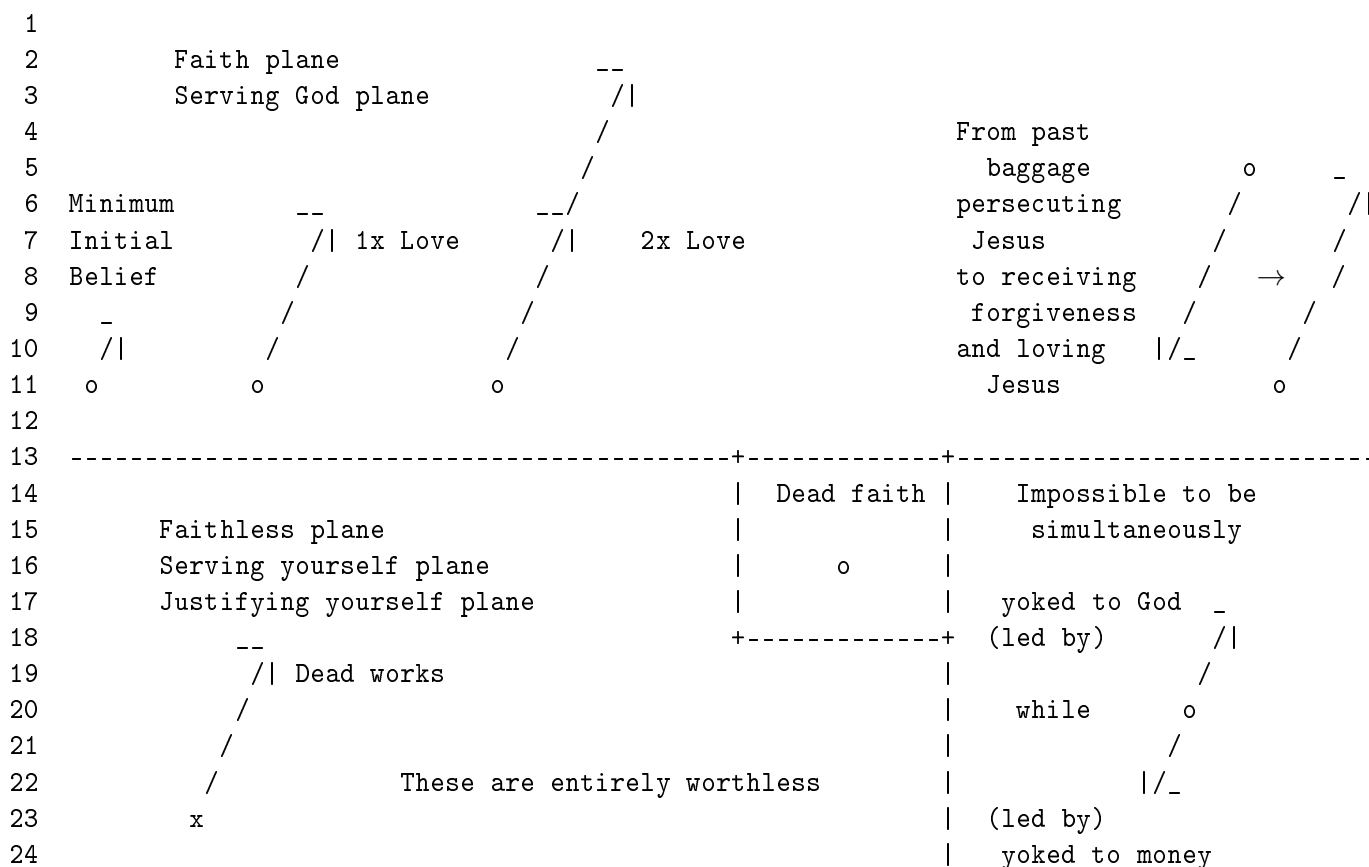 1
2 Faith plane __
3 Serving God plane /|
4 / From past
5 / baggage o _
6 Minimum __ __/ persecuting / /|
7 Initial /| 1x Love /| 2x Love Jesus / /
8 Belief / / to receiving / → /
9 _ / / forgiveness / /
10 /| / / and loving |/_ /
11 o o o Jesus o
12
13 --------------------------------------------+-------------+----------------------------
14 | Dead faith | Impossible to be
15 Faithless plane | | simultaneously
16 Serving yourself plane | o |
17 Justifying yourself plane | | yoked to God _
18 __ +-------------+ (led by) /|
19 /| Dead works | /
20 / | while o
21 / | /
22 / These are entirely worthless | |/_
23 x | (led by)
24 | yoked to money